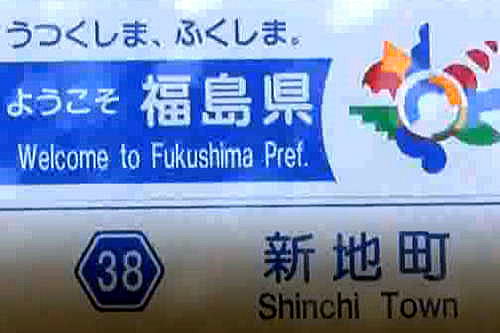 うつくしま、ふくしま。
ようこそ 福島県
Welcome to Fukushima Pref.
38 新地町
Shinchi Town